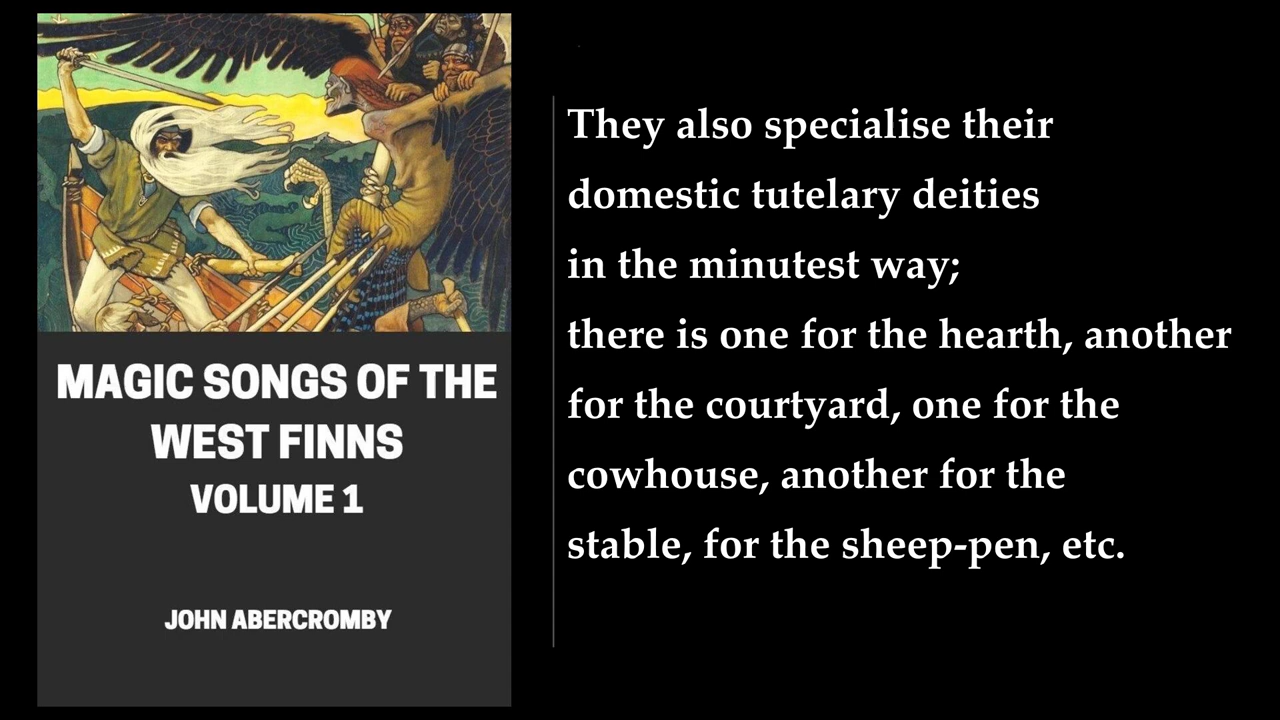 MAGIC SONGS OF THE
WEST FINNS
VOLUME 1
JOHN ABERCROMBY
They also specialise their
domestic tutelary deities
in the minutest way;
there is one for the hearth, another
for the courtyard, one for the
cowhouse, another for the
stable, for the sheep-pen, etc.